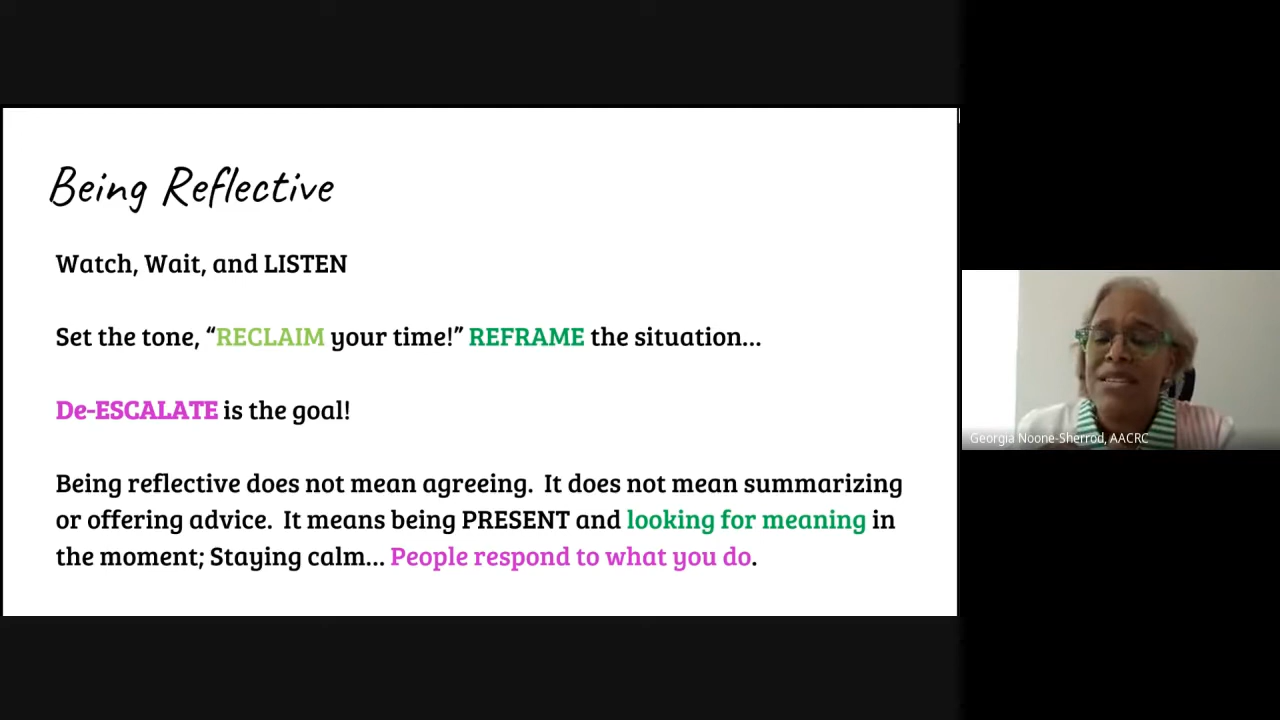 Being Reflective
Watch, Wait, and LISTEN
Set the tone, “RECLAIM your time!” REFRAME the situation...
De-ESCALATE is the goal!
Being reflective does not mean agreeing.  It does not mean summarizing
or offering advice.  It means being PRESENT and looking for meaning in
the moment; Staying calm... People respond to what you do.
Georgia Noone-Sherrod, AACRC